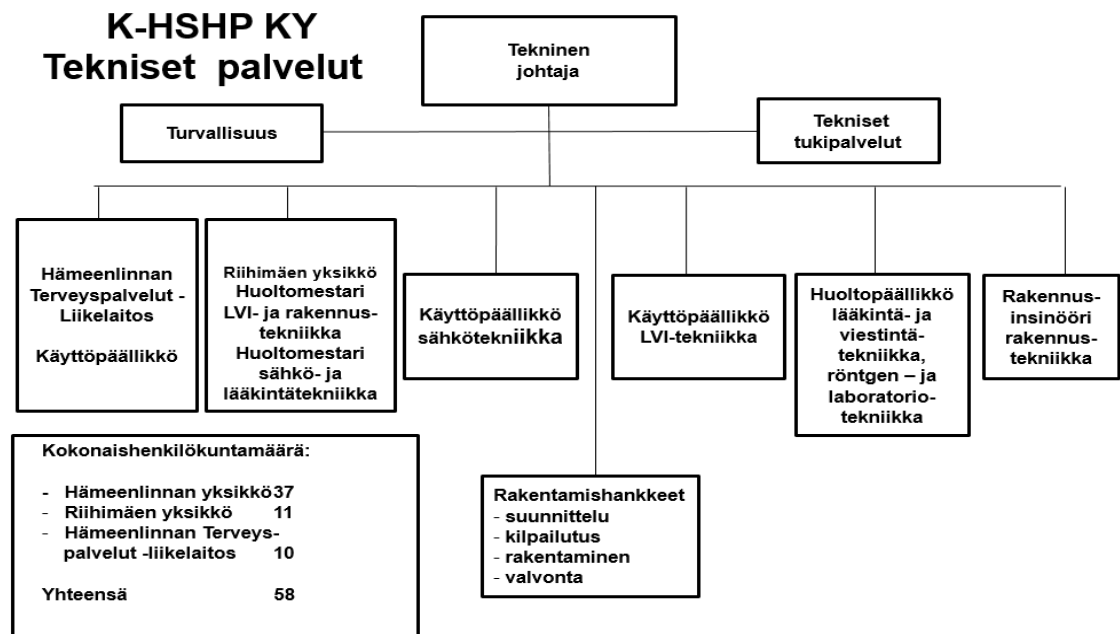 K-HSHP KY
Tekniset palvelut
Tekninen
johtaja
Turvallisuus
Tekniset
tukipalvelut
Hämeenlinnan
Terveyspalvelut -
Liikelaitos
Käyttöpäällikkö
Riihimäen yksikkö
Huoltomestari
LVI- ja rakennus-
tekniikka
Huoltomestari
sähkö- ja
lääkintätekniikka
Käyttöpäällikkö
sähkötekniikka
Käyttöpäällikkö
LVI-tekniikka
Huoltopäällikkö
lääkintä- ja
viestintä-
tekniikka,
röntgen – ja
laboratorio-
tekniikka
Rakennus-
insinööri
rakennus-
tekniikka
Kokonaishenkilökuntamäärä:
- Hämeenlinnan yksikkö 37
- Riihimäen yksikkö 11
- Hämeenlinnan Terveys-
palvelut -liikelaitos 10
Yhteensä 58
Rakentamishankkeet
- suunnittelu
- kilpailutus
- rakentaminen
- valvonta